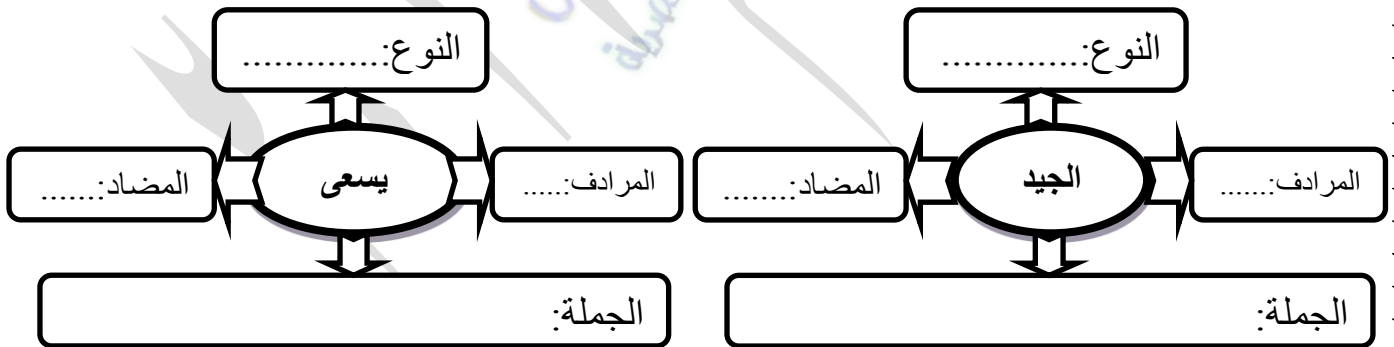 النوع:.............
النوع:.............
المرادف:......
الجيد
المضاد:........
المرادف:.....
يسعى
المضاد:.......
الجملة:
الجملة: